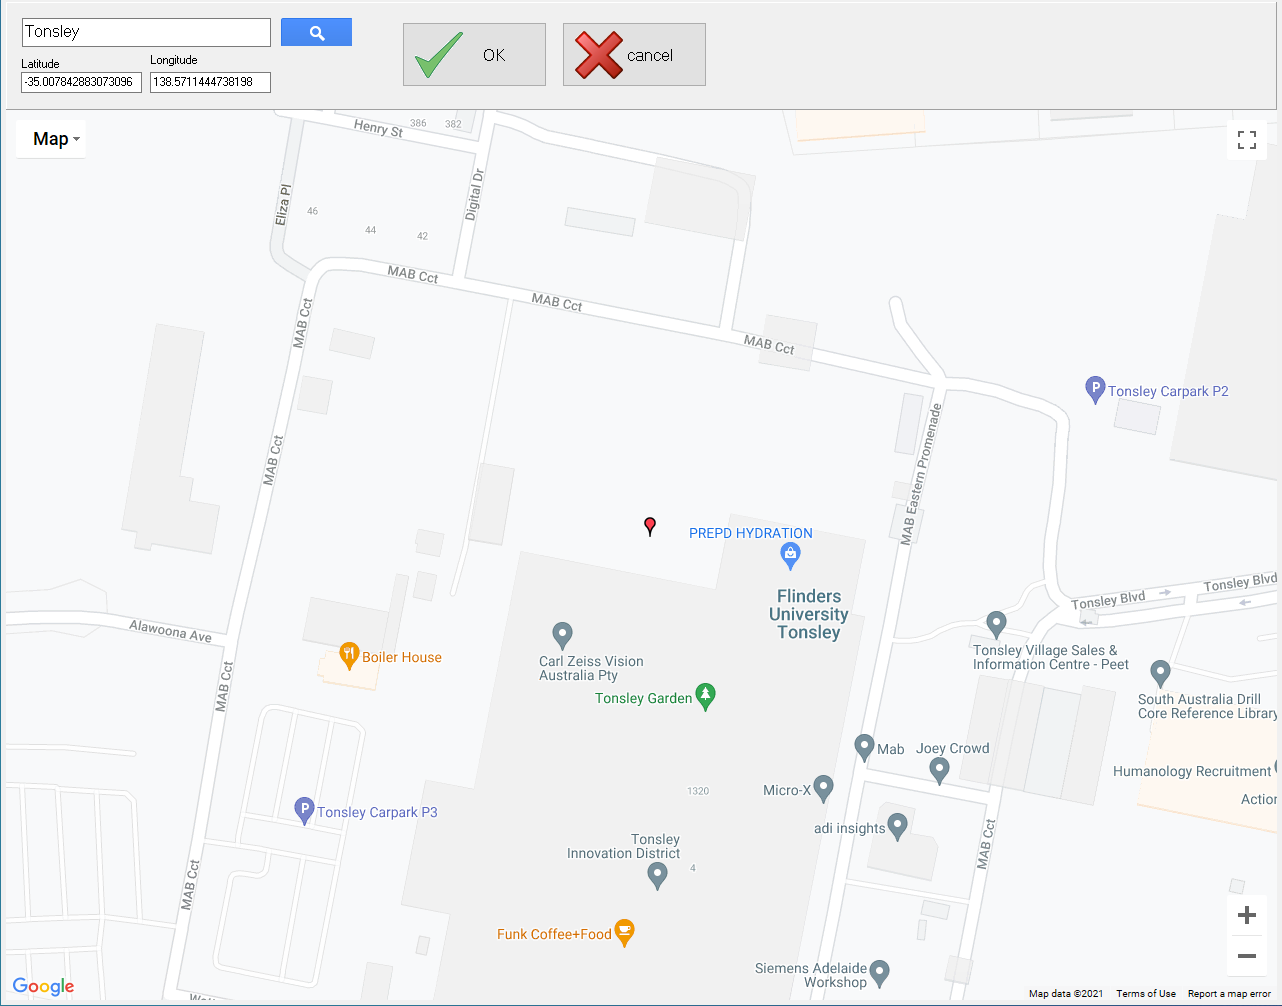 Tonsley
OK
cancel
Latitude
Longitude
-35.007842883073096
138.5711444738198
Map
Henry St
386
382
Eliza Pl
Digital Dr
46
44
42
MAB Cct
MAB Cct
MAB Cct
MAB Cct
MAB Cct
MAB Eastern Promenade
P
Tonsley Carpark P2
PREPD HYDRATION
Flinders
University
Tonsley
Tonsley Blvd
Tonsley Blvd
Alawoona Ave
Boiler House
Carl Zeiss Vision
Australia Pty
Tonsley Garden
Tonsley Village Sales &
Information Centre - Peet
South Australia Drill
Core Reference Library
MAB Cct
Mab
Joey Crowd
Humanology Recruitment
Action
Micro-X
1320
P
Tonsley Carpark P3
adi insights
Tonsley
Innovation District
4
MAB Cct
MAB Cct
Funk Coffee+Food
Siemens Adelaide
Workshop
Google
Map data ©2021
Terms of Use
Report a map error